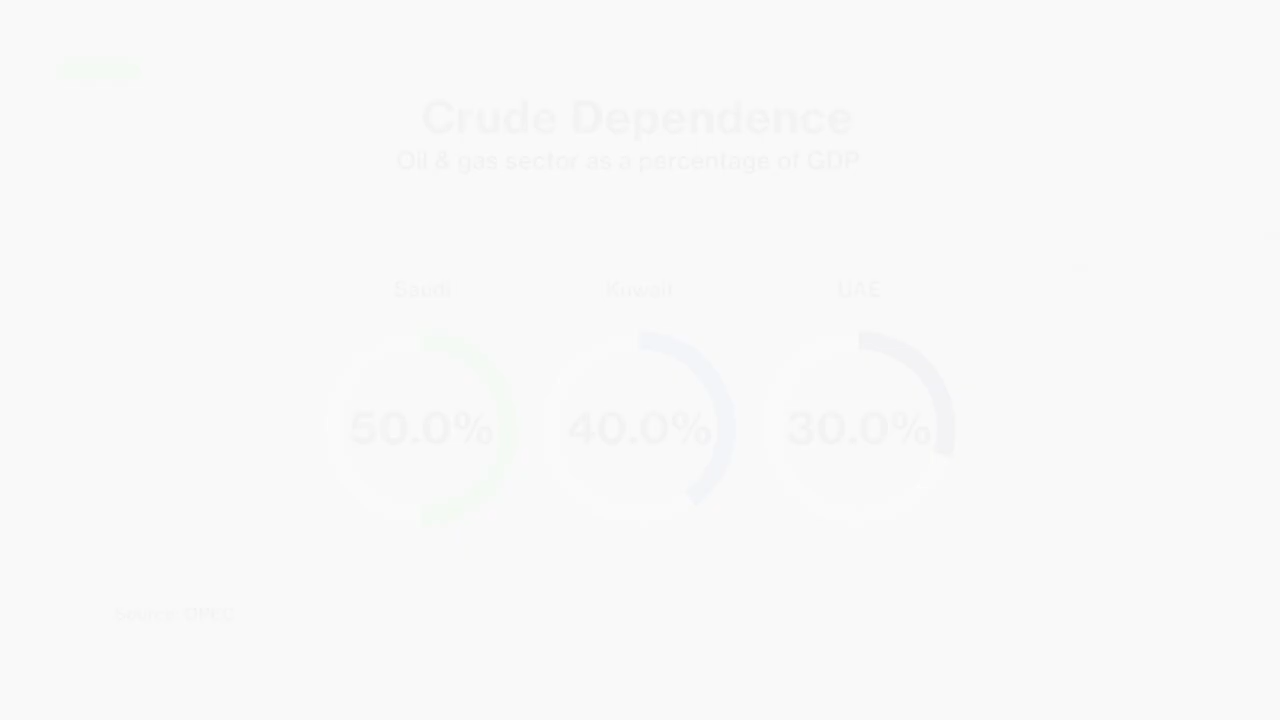 Crude Dependence
Oil & gas sector as a percentage of GDP
Saudi
Kuwait
UAE
50.0%
40.0%
30.0%
Source: OPEC